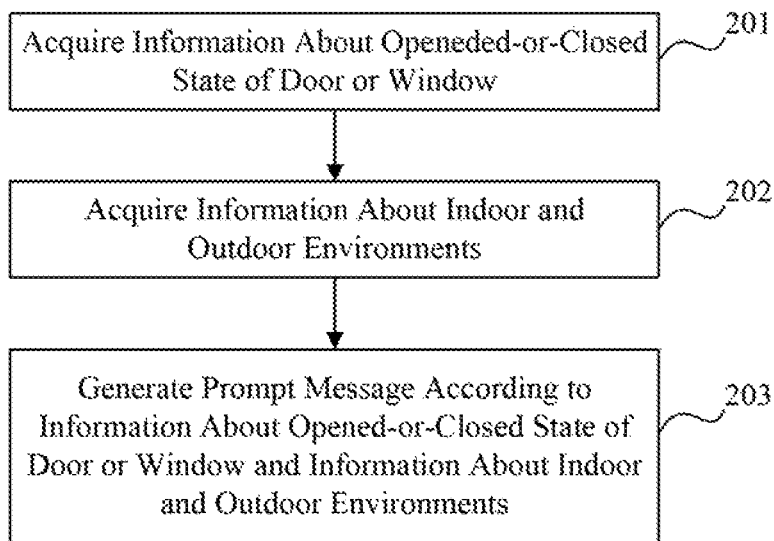 Acquire Information About Openeded-or-Closed
State of Door or Window
201
Acquire Information About Indoor and
Outdoor Environments
202
Generate Prompt Message According to
Information About Opened-or-Closed State of
Door or Window and Information About Indoor
and Outdoor Environments
203